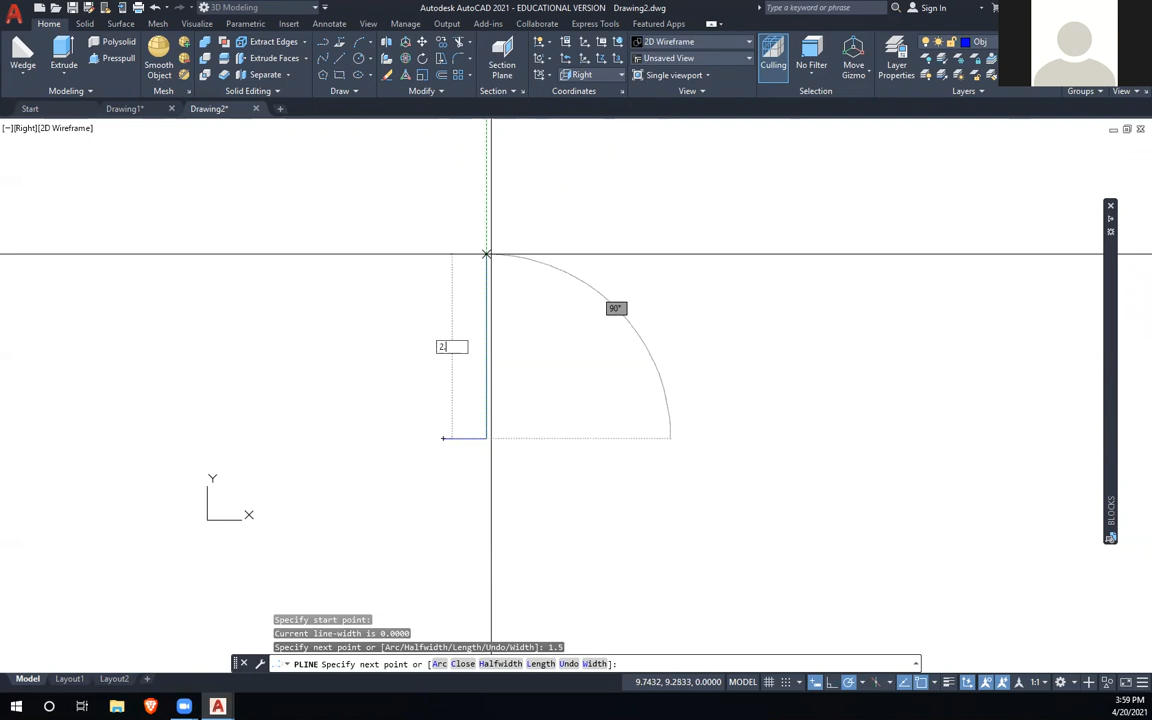 3D Modeling
Autodesk AutoCAD 2021 - EDUCATIONAL VERSION Drawing2.dwg
Type a keyword or phrase
Sign In
Home Solid Surface Mesh Visualize Parametric Insert Annotate View Manage Output Add-ins Collaborate Express Tools Featured Apps
Wedge
Extrude
Polysolid
Presspull
Smooth
Object
Extract Edges
Extrude Faces
Separate
Section
Plane
Right
2D Wireframe
Unsaved View
Single viewport
Culling
No Filter
Move
Gizmo
Layer
Properties
Obj
Modeling Mesh Solid Editing Draw Modify Section Coordinates View Selection Layers Groups View
Start Drawing1* Drawing2*
[−][Right][2D Wireframe]
90°
2.
Y
X
BLOCKS
Specify start point:
Current line-width is 0.0000
Specify next point or [Arc/Halfwidth/Length/Undo/Width]: 1.5
PLINE Specify next point or [Arc Close Halfwidth Length Undo Width]:
Model Layout1 Layout2
9.7432, 9.2833, 0.0000 MODEL 1:1
3:59 PM
4/20/2021